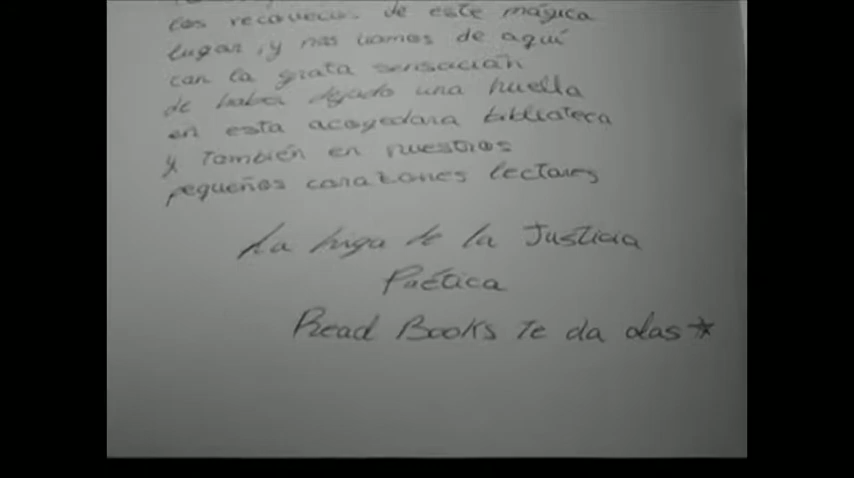 los recovecos de este mágico
lugar, y nos vamos de aquí
con la grata sensación
de haber dejado una huella
en esta acogedora biblioteca
y también en nuestros
pequeños corazones lectores
La Liga de la Justicia
Poética
Read Books Te da alas*